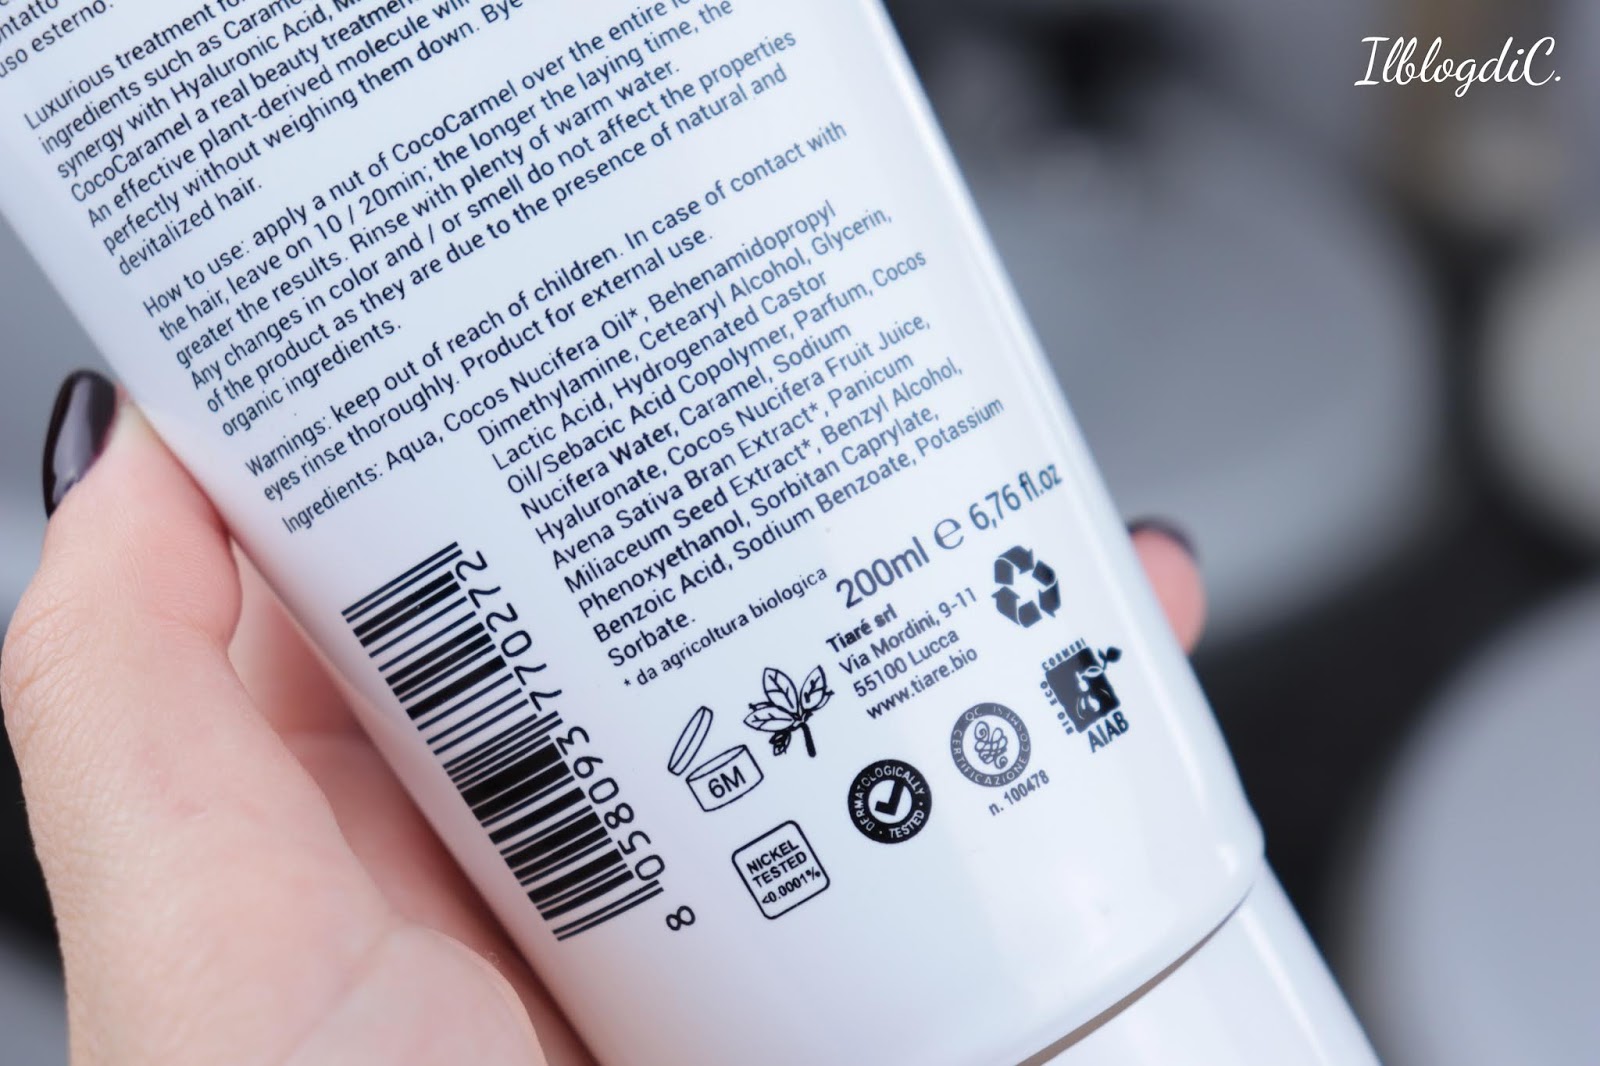 IlblogdiC.
uso esterno.
Luxurious treatment for
ingredients such as Caramel
synergy with Hyaluronic Acid,
CocoCaramel a real beauty treatment
An effective plant-derived molecule will
perfectly without weighing them down. Bye
devitalized hair.
How to use: apply a nut of CocoCarmel over the entire
the hair, leave on 10 / 20min; the longer the laying time, the
greater the results. Rinse with plenty of warm water.
Any changes in color and / or smell do not affect the properties
of the product as they are due to the presence of natural and
organic ingredients.
Warnings: keep out of reach of children. In case of contact with
eyes rinse thoroughly. Product for external use.
Ingredients: Aqua, Cocos Nucifera Oil*, Behenamidopropyl
Dimethylamine, Cetearyl Alcohol, Glycerin,
Lactic Acid, Hydrogenated Castor
Oil/Sebacic Acid Copolymer, Parfum, Cocos
Nucifera Water, Caramel, Sodium
Hyaluronate, Cocos Nucifera Fruit Juice,
Avena Sativa Bran Extract*, Panicum
Miliaceum Seed Extract*, Benzyl Alcohol,
Phenoxyethanol, Sorbitan Caprylate,
Benzoic Acid, Sodium Benzoate, Potassium
Sorbate.
* da agricoltura biologica
200ml ℮ 6,76 fl.oz
Tiaré srl
Via Mordini, 9-11
55100 Lucca
www.tiare.bio
8 058093 770272
6M
NICKEL
TESTED
<0.0001%
DERMATOLOGICALLY
TESTED
CERTIFICAZIONE
n. 100478
BIO ECO COSMESI
AIAB